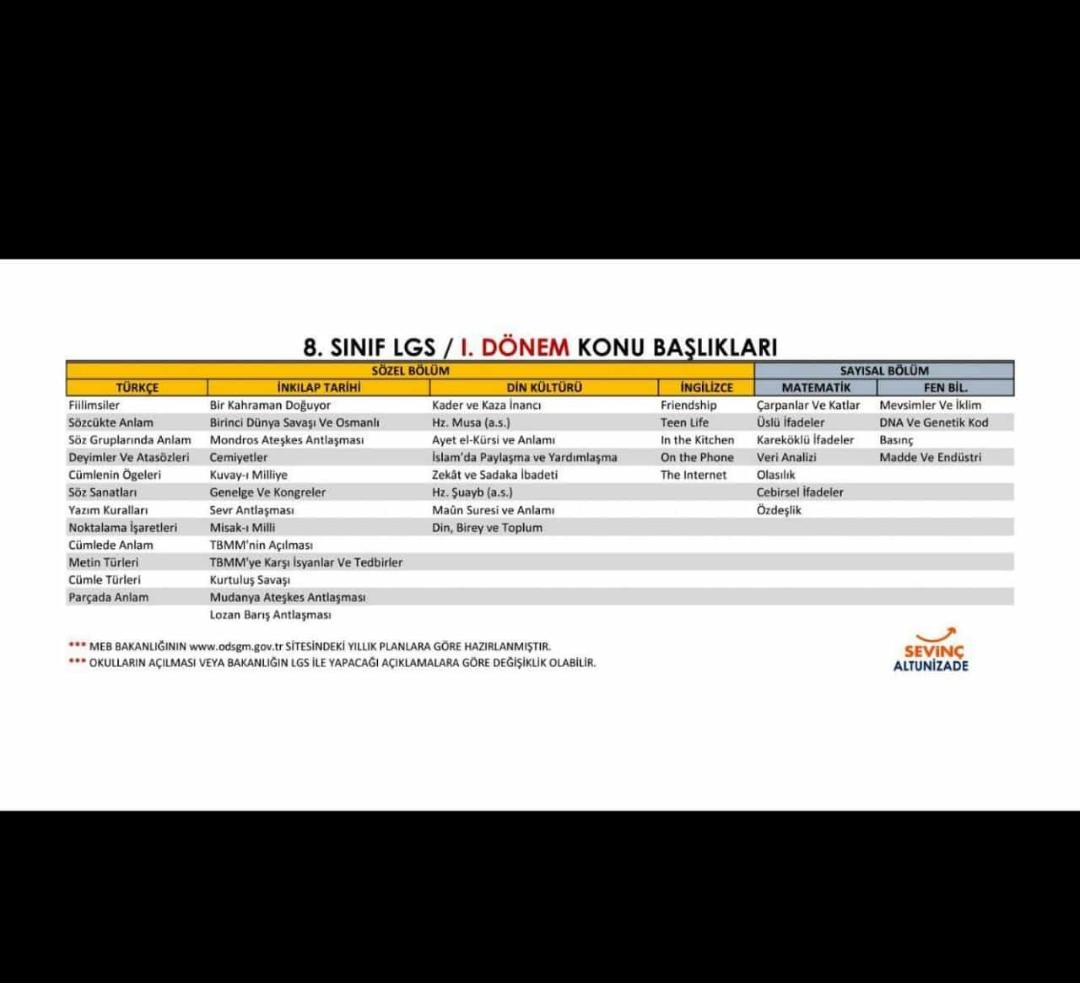 8. SINIF LGS / I. DÖNEM KONU BAŞLIKLARI
SÖZEL BÖLÜM SAYISAL BÖLÜM
TÜRKÇE İNKILAP TARİHİ DİN KÜLTÜRÜ İNGİLİZCE MATEMATİK FEN BİL.
Fiilimsiler Bir Kahraman Doğuyor Kader ve Kaza İnancı Friendship Çarpanlar Ve Katlar Mevsimler Ve İklim
Sözcükte Anlam Birinci Dünya Savaşı Ve Osmanlı Hz. Musa (a.s.) Teen Life Üslü İfadeler DNA Ve Genetik Kod
Söz Gruplarında Anlam Mondros Ateşkes Antlaşması Ayet el-Kürsi ve Anlamı In the Kitchen Kareköklü İfadeler Basınç
Deyimler Ve Atasözleri Cemiyetler İslam'da Paylaşma ve Yardımlaşma On the Phone Veri Analizi Madde Ve Endüstri
Cümlenin Ögeleri Kuvay-ı Milliye Zekât ve Sadaka İbadeti The Internet Olasılık
Söz Sanatları Genelge Ve Kongreler Hz. Şuayb (a.s.) Cebirsel İfadeler
Yazım Kuralları Sevr Antlaşması Maûn Suresi ve Anlamı Özdeşlik
Noktalama İşaretleri Misak-ı Milli Din, Birey ve Toplum
Cümlede Anlam TBMM'nin Açılması
Metin Türleri TBMM'ye Karşı İsyanlar Ve Tedbirler
Cümle Türleri Kurtuluş Savaşı
Parçada Anlam Mudanya Ateşkes Antlaşması
Lozan Barış Antlaşması
*** MEB BAKANLIĞININ www.odsgm.gov.tr SİTESİNDEKİ YILLIK PLANLARA GÖRE HAZIRLANMIŞTIR.
*** OKULLARIN AÇILMASI VEYA BAKANLIĞIN LGS İLE YAPACAĞI AÇIKLAMALARA GÖRE DEĞİŞİKLİK OLABİLİR.
SEVİNÇ
ALTUNİZADE